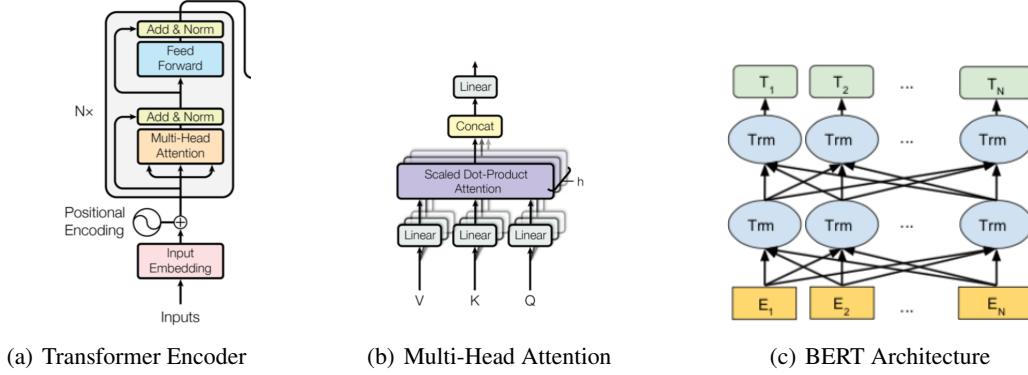 Add & Norm
Feed
Forward
N×
Add & Norm
Multi-Head
Attention
Positional
Encoding
Input
Embedding
Inputs
(a) Transformer Encoder
Linear
Concat
Scaled Dot-Product
Attention
h
Linear Linear Linear
V K Q
(b) Multi-Head Attention
T1 T2 ... TN
Trm Trm ... Trm
Trm Trm ... Trm
E1 E2 ... EN
(c) BERT Architecture